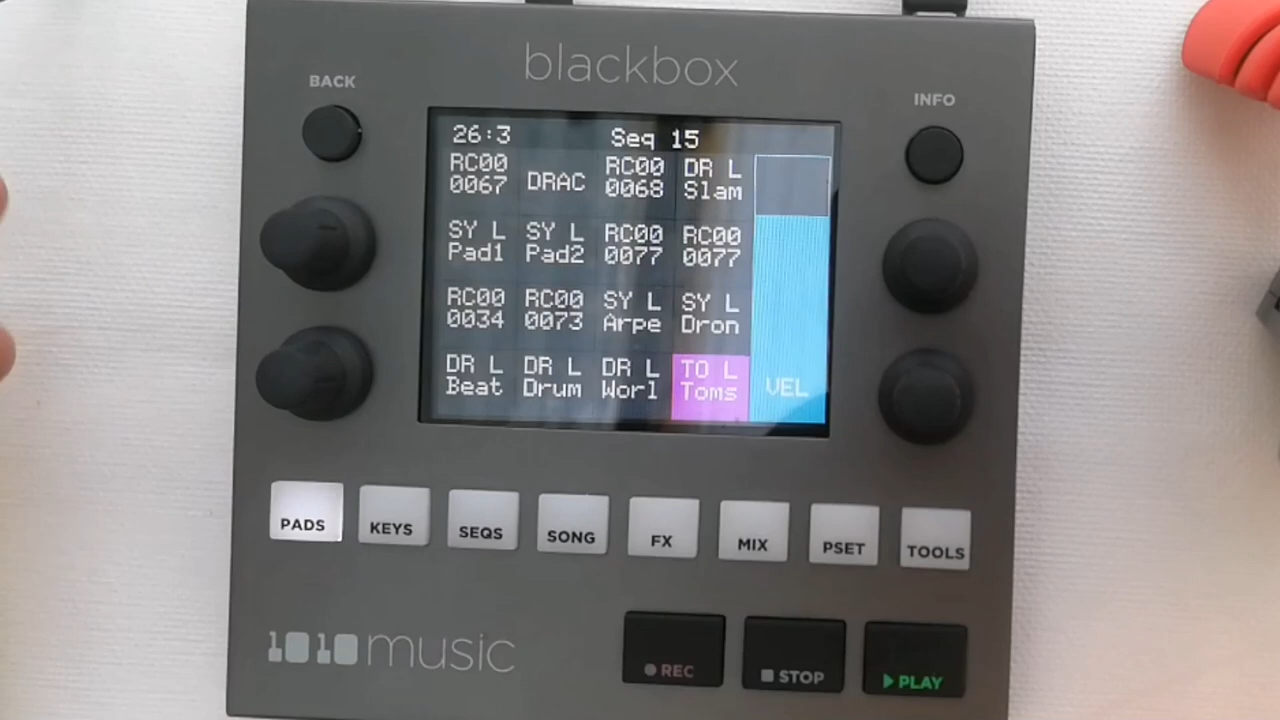 blackbox
BACK
INFO
26:3 Seq 15
RC00 0067 DRAC RC00 0068 DR L Slam
SY L Pad1 SY L Pad2 RC00 0077 RC00 0077
RC00 0034 RC00 0073 SY L Arpe SY L Dron
DR L Beat DR L Drum DR L Worl TO L Toms VEL
PADS KEYS SEQS SONG FX MIX PSET TOOLS
1010music
REC STOP PLAY